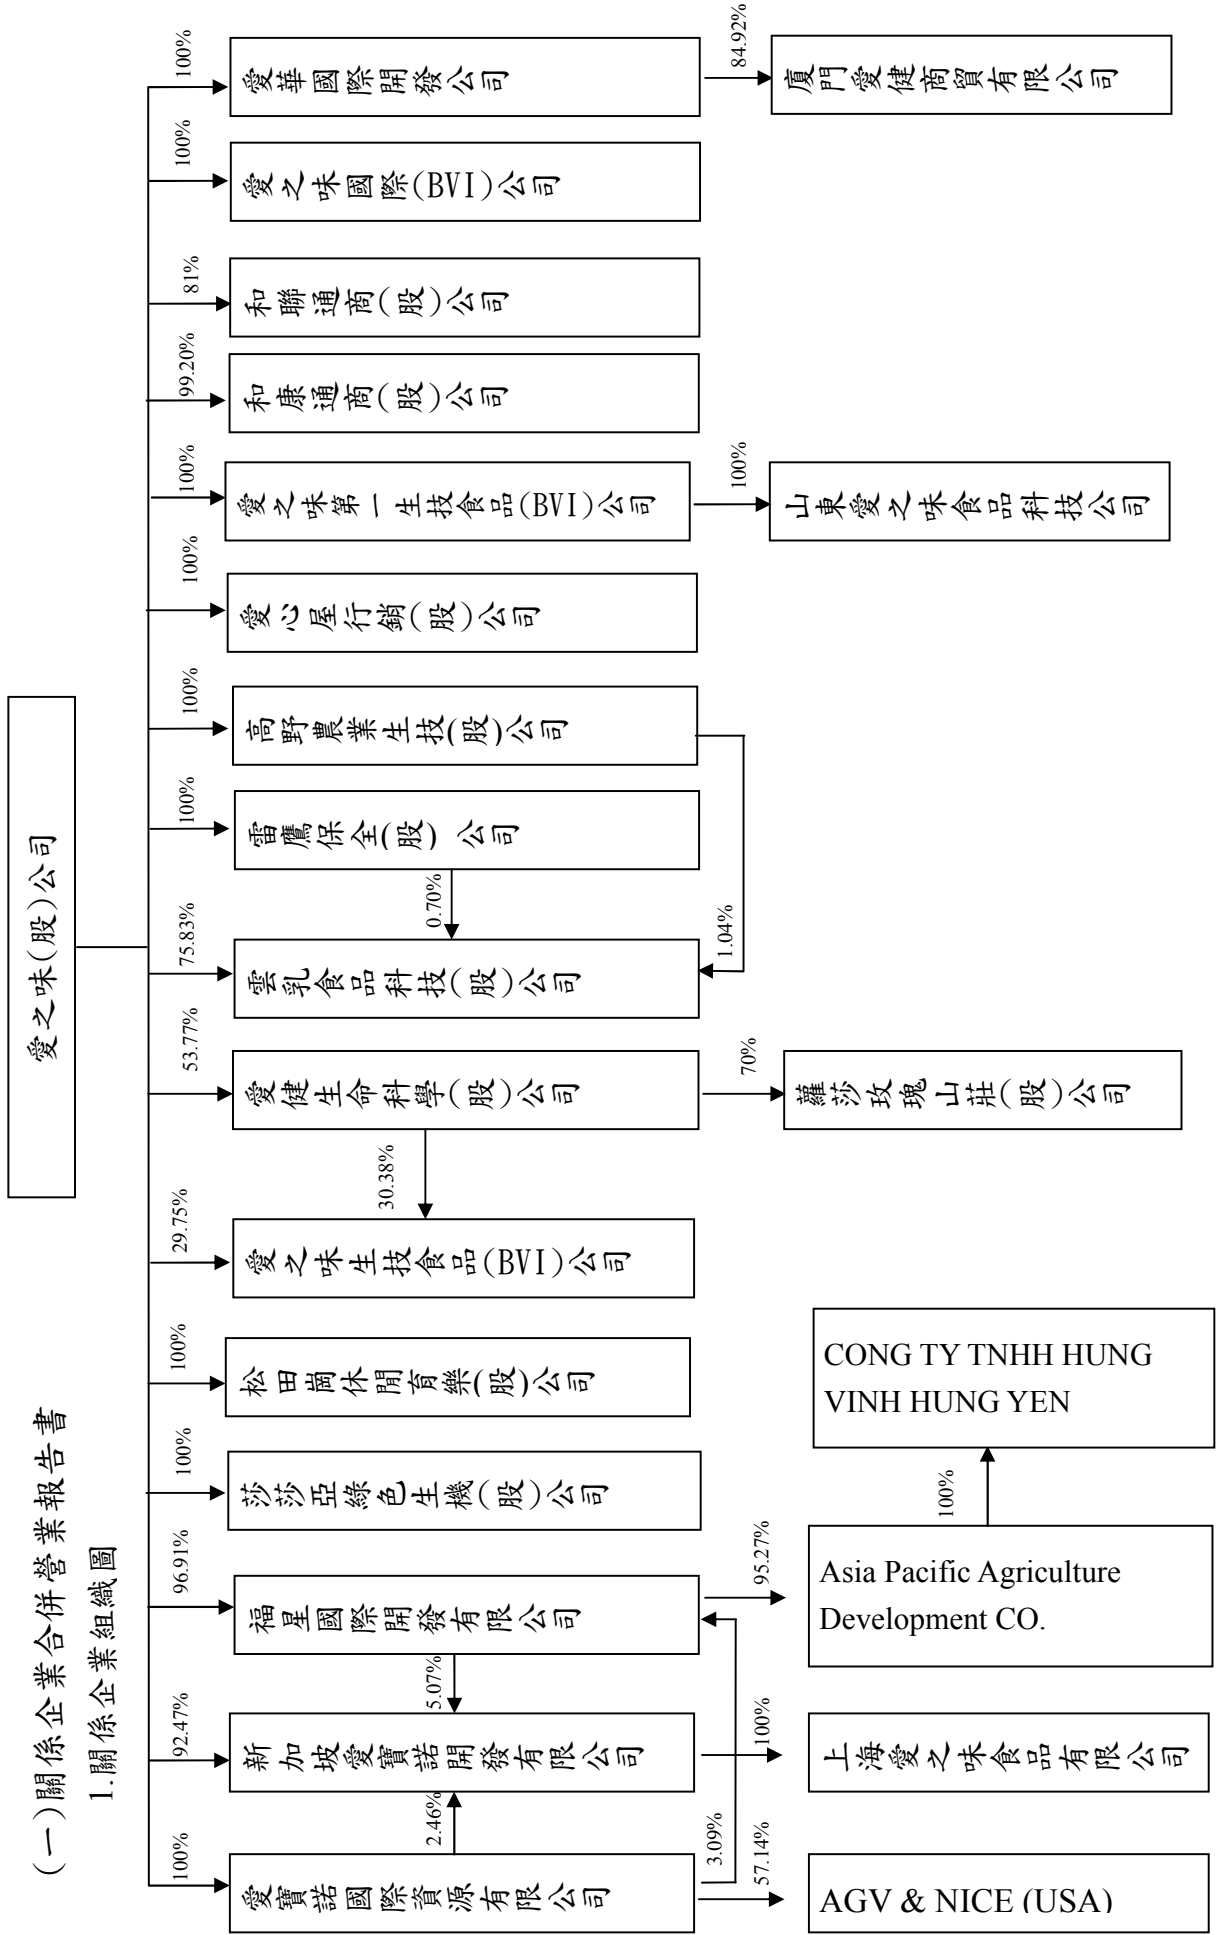 (一)關係企業合併營業報告書
1.關係企業組織圖
愛之味(股)公司
100%
愛寶諾國際資源有限公司
92.47%
新加坡愛寶諾開發有限公司
96.91%
福星國際開發有限公司
100%
莎莎亞綠色生機(股)公司
100%
松田崗休閒育樂(股)公司
29.75%
愛之味生技食品(BVI)公司
53.77%
愛健生命科學(股)公司
75.83%
雲乳食品科技(股)公司
100%
雷鷹保全(股) 公司
100%
高野農業生技(股)公司
100%
愛心屋行銷(股)公司
100%
愛之味第一生技食品(BVI)公司
99.20%
和康通商(股)公司
81%
和聯通商(股)公司
100%
愛之味國際(BVI)公司
100%
愛華國際開發公司
2.46%
5.07%
30.38%
0.70%
1.04%
3.09%
57.14%
AGV & NICE (USA)
100%
上海愛之味食品有限公司
95.27%
Asia Pacific Agriculture
Development CO.
100%
CONG TY TNHH HUNG
VINH HUNG YEN
70%
蘿莎玫瑰山莊(股)公司
100%
山東愛之味食品科技公司
84.92%
廈門愛健商貿有限公司